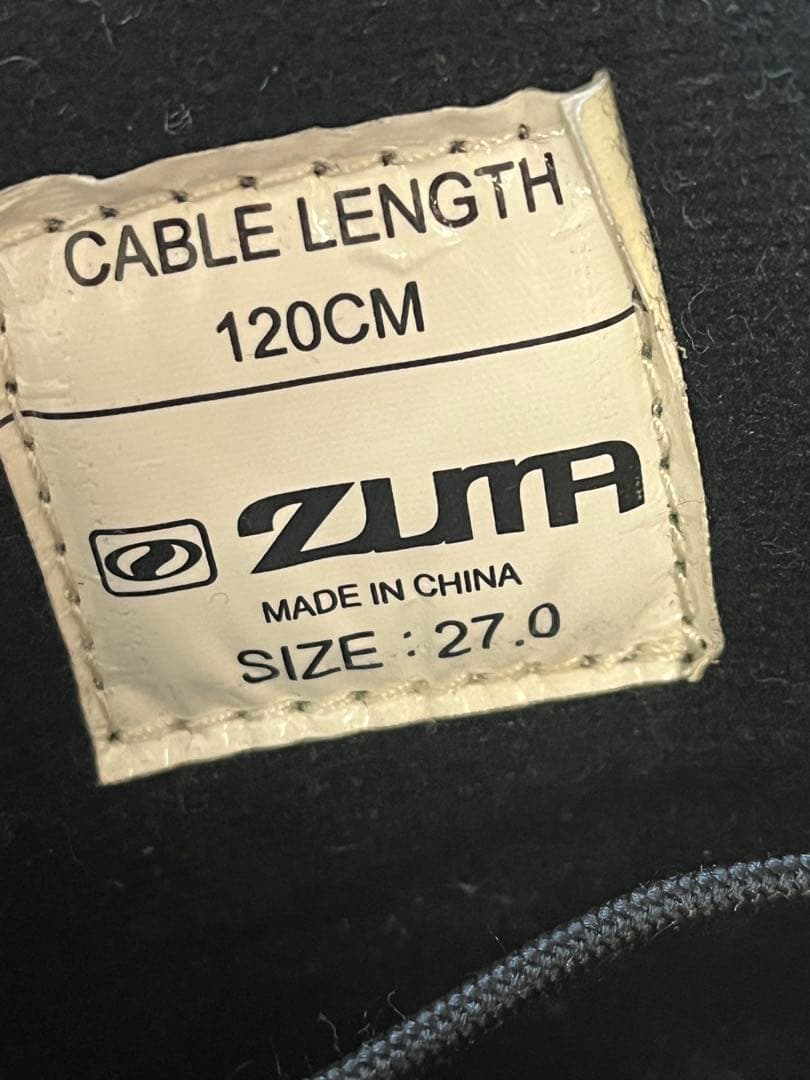 CABLE LENGTH
120CM
ZUMA
MADE IN CHINA
SIZE : 27.0